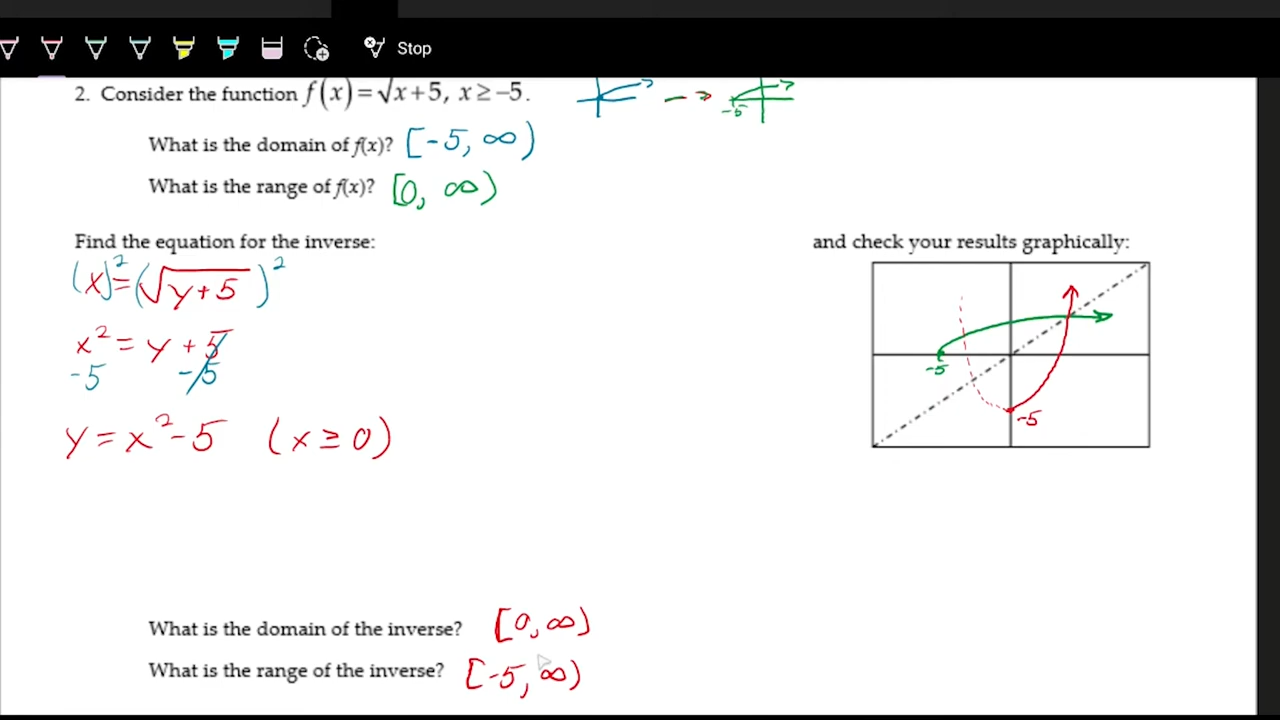 Stop
2. Consider the function f(x) = √x+5, x ≥ −5.
-5
What is the domain of f(x)? [-5, ∞)
What is the range of f(x)? [0, ∞)
Find the equation for the inverse:
and check your results graphically:
(x)² = (√y+5)²
x² = y + 5
-5 -5
y = x² - 5 (x ≥ 0)
-5
-5
What is the domain of the inverse? [0, ∞)
What is the range of the inverse? [-5, ∞)